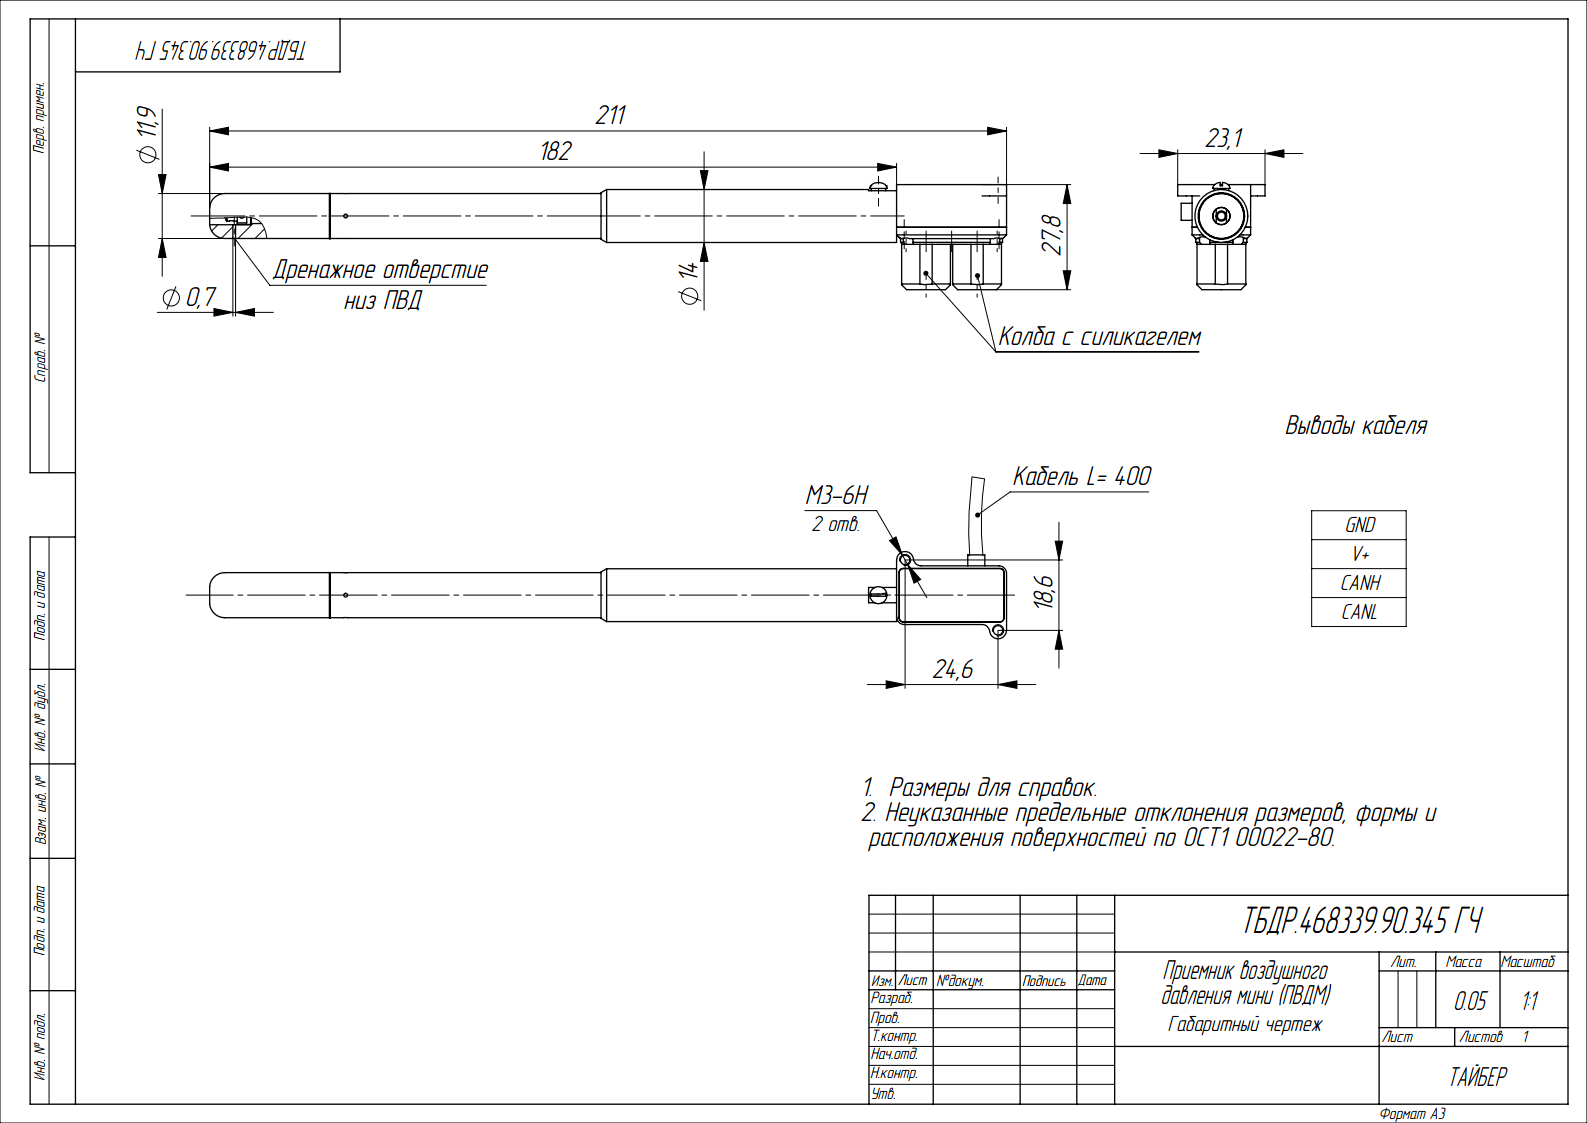 ТБДР.468339.90.345 ГЧ
Перв. примен.
Справ. №
Подп. и дата
Инв. № дубл.
Взам. инв. №
Подп. и дата
Инв. № подл.
211
182
⌀ 11,9
⌀ 14
⌀ 0,7
Дренажное отверстие
низ ПВД
27,8
Колба с силикагелем
23,1
Выводы кабеля
GND
V+
CANH
CANL
М3-6Н
2 отв.
Кабель L= 400
18,6
24,6
1. Размеры для справок.
2. Неуказанные предельные отклонения размеров, формы и
расположения поверхностей по ОСТ1 00022-80.
ТБДР.468339.90.345 ГЧ
Изм. Лист №докум. Подпись Дата
Разраб.
Пров.
Т.контр.
Нач.отд.
Н.контр.
Утв.
Приемник воздушного
давления мини (ПВДМ)
Габаритный чертеж
Лит. Масса Масштаб
0.05 1:1
Лист Листов 1
ТАЙБЕР
Формат А3